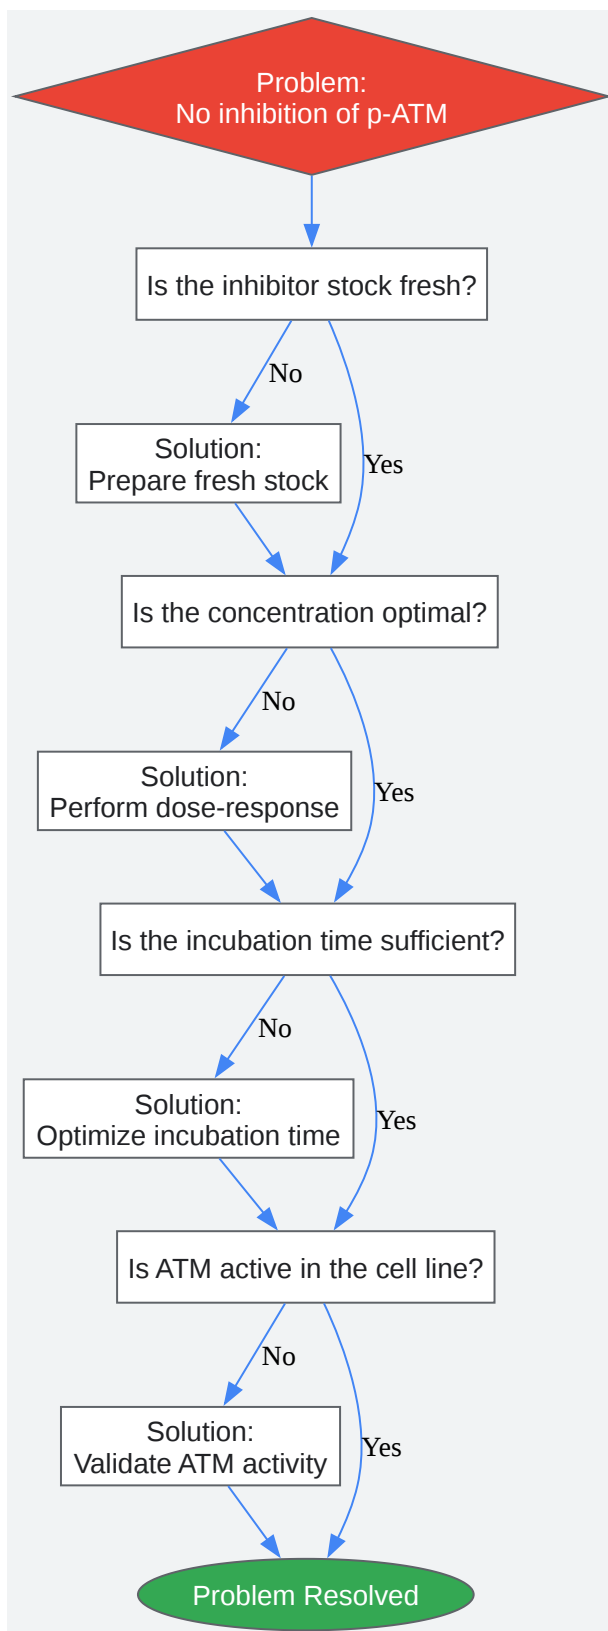 Problem:
No inhibition of p-ATM
Is the inhibitor stock fresh?
No
Solution:
Prepare fresh stock
Yes
Is the concentration optimal?
No
Solution:
Perform dose-response
Yes
Is the incubation time sufficient?
No
Solution:
Optimize incubation time
Yes
Is ATM active in the cell line?
No
Solution:
Validate ATM activity
Yes
Problem Resolved